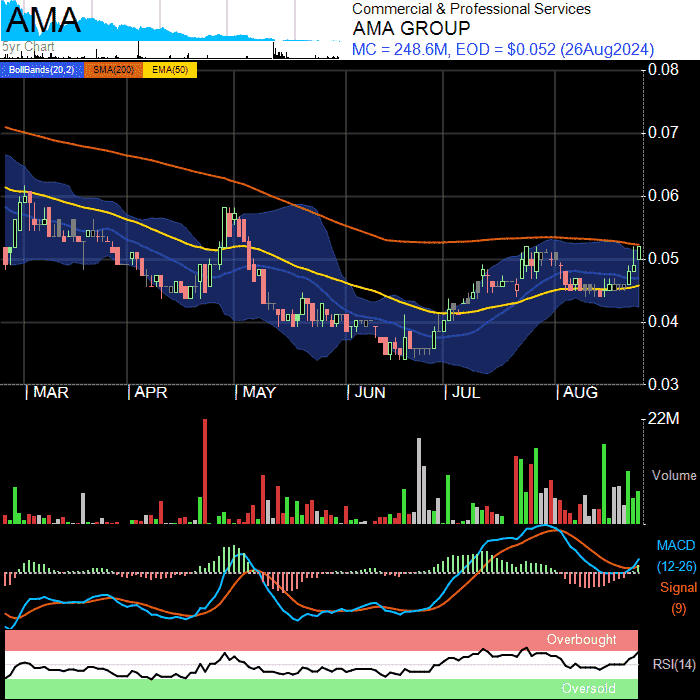 AMA
5yr Chart
Commercial & Professional Services
AMA GROUP
MC = 248.6M, EOD = $0.052 (26Aug2024)
BollBands(20,2) SMA(200) EMA(50)
0.08
0.07
0.06
0.05
0.04
0.03
MAR APR MAY JUN JUL AUG
22M
Volume
MACD
(12-26)
Signal
(9)
Overbought
RSI(14)
Oversold